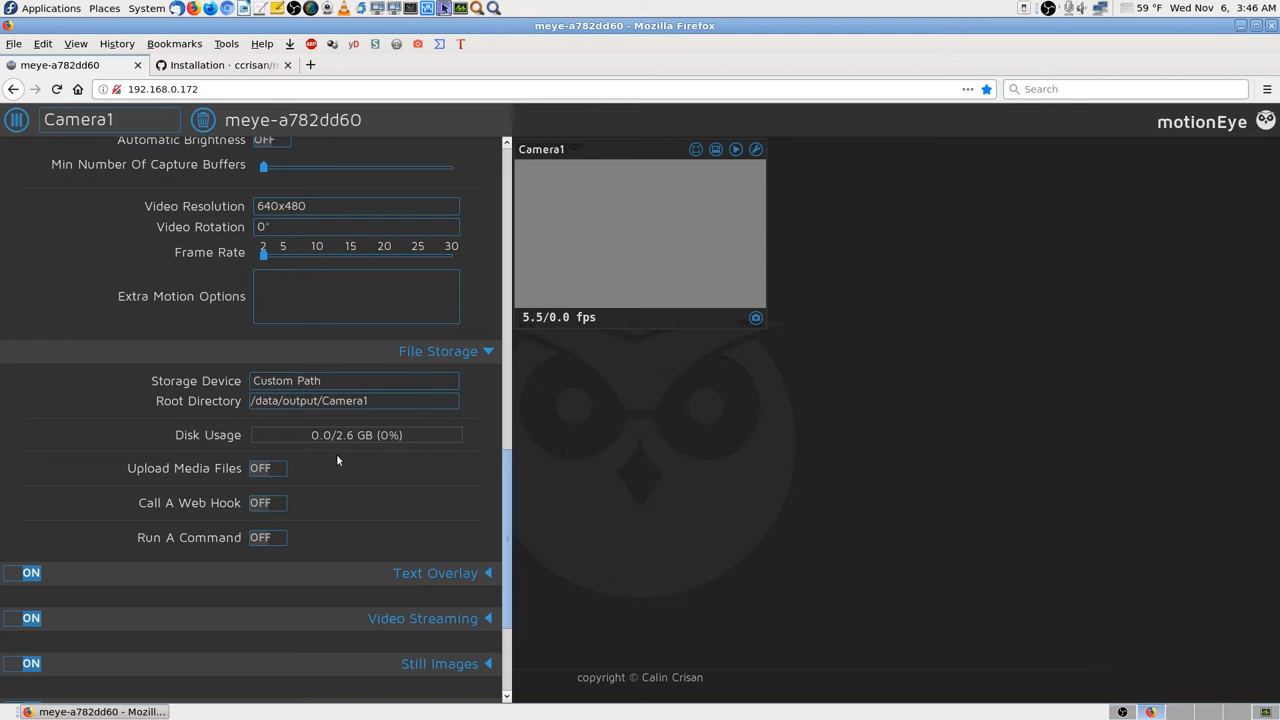 Applications Places System 59 °F Wed Nov 6, 3:46 AM
meye-a782dd60 - Mozilla Firefox
File Edit View History Bookmarks Tools Help ABP yD S Σ T
meye-a782dd60 × Installation · ccrisan/m × +
192.168.0.172 Search
Camera1 meye-a782dd60 motionEye
Automatic Brightness OFF
Min Number Of Capture Buffers
Video Resolution 640x480
Video Rotation 0°
2 5 10 15 20 25 30
Frame Rate
Extra Motion Options
File Storage
Storage Device Custom Path
Root Directory /data/output/Camera1
Disk Usage 0.0/2.6 GB (0%)
Upload Media Files OFF
Call A Web Hook OFF
Run A Command OFF
ON Text Overlay
ON Video Streaming
ON Still Images
Camera1
5.5/0.0 fps
copyright © Calin Crisan
meye-a782dd60 - Mozill...